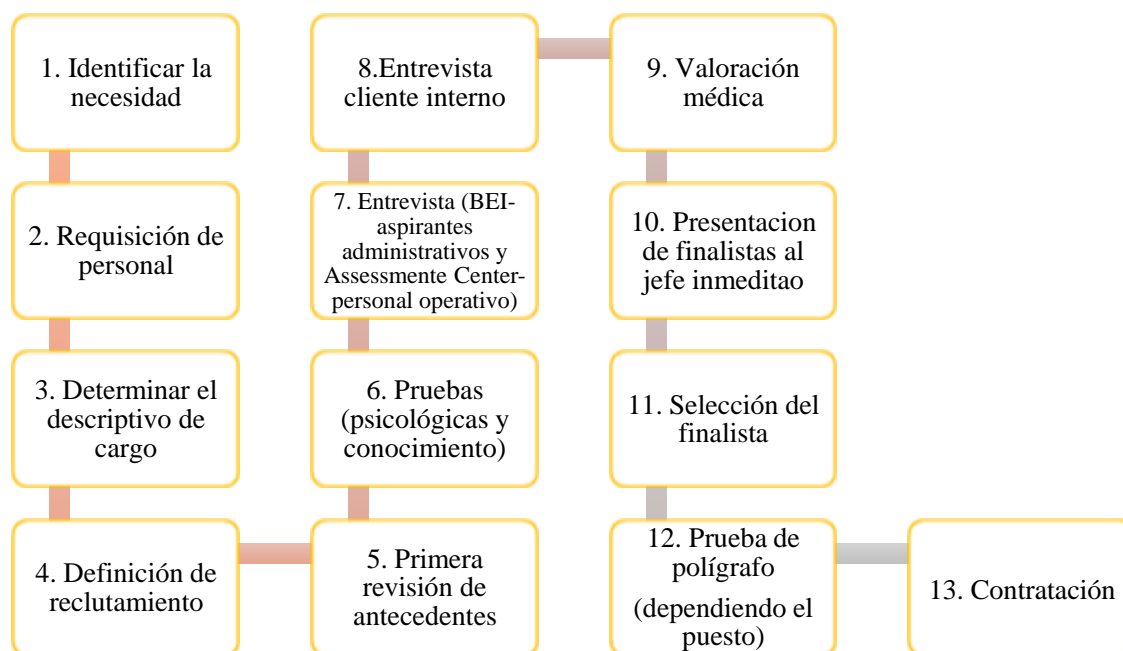 1. Identificar la
necesidad
2. Requisición de
personal
3. Determinar el
descriptivo de
cargo
4. Definición de
reclutamiento
5. Primera
revisión de
antecedentes
6. Pruebas
(psicológicas y
conocimiento)
7. Entrevista (BEI-
aspirantes
administrativos y
Assessmente Center-
personal operativo)
8.Entrevista
cliente interno
9. Valoración
médica
10. Presentacion
de finalistas al
jefe inmeditao
11. Selección del
finalista
12. Prueba de
polígrafo
(dependiendo el
puesto)
13. Contratación